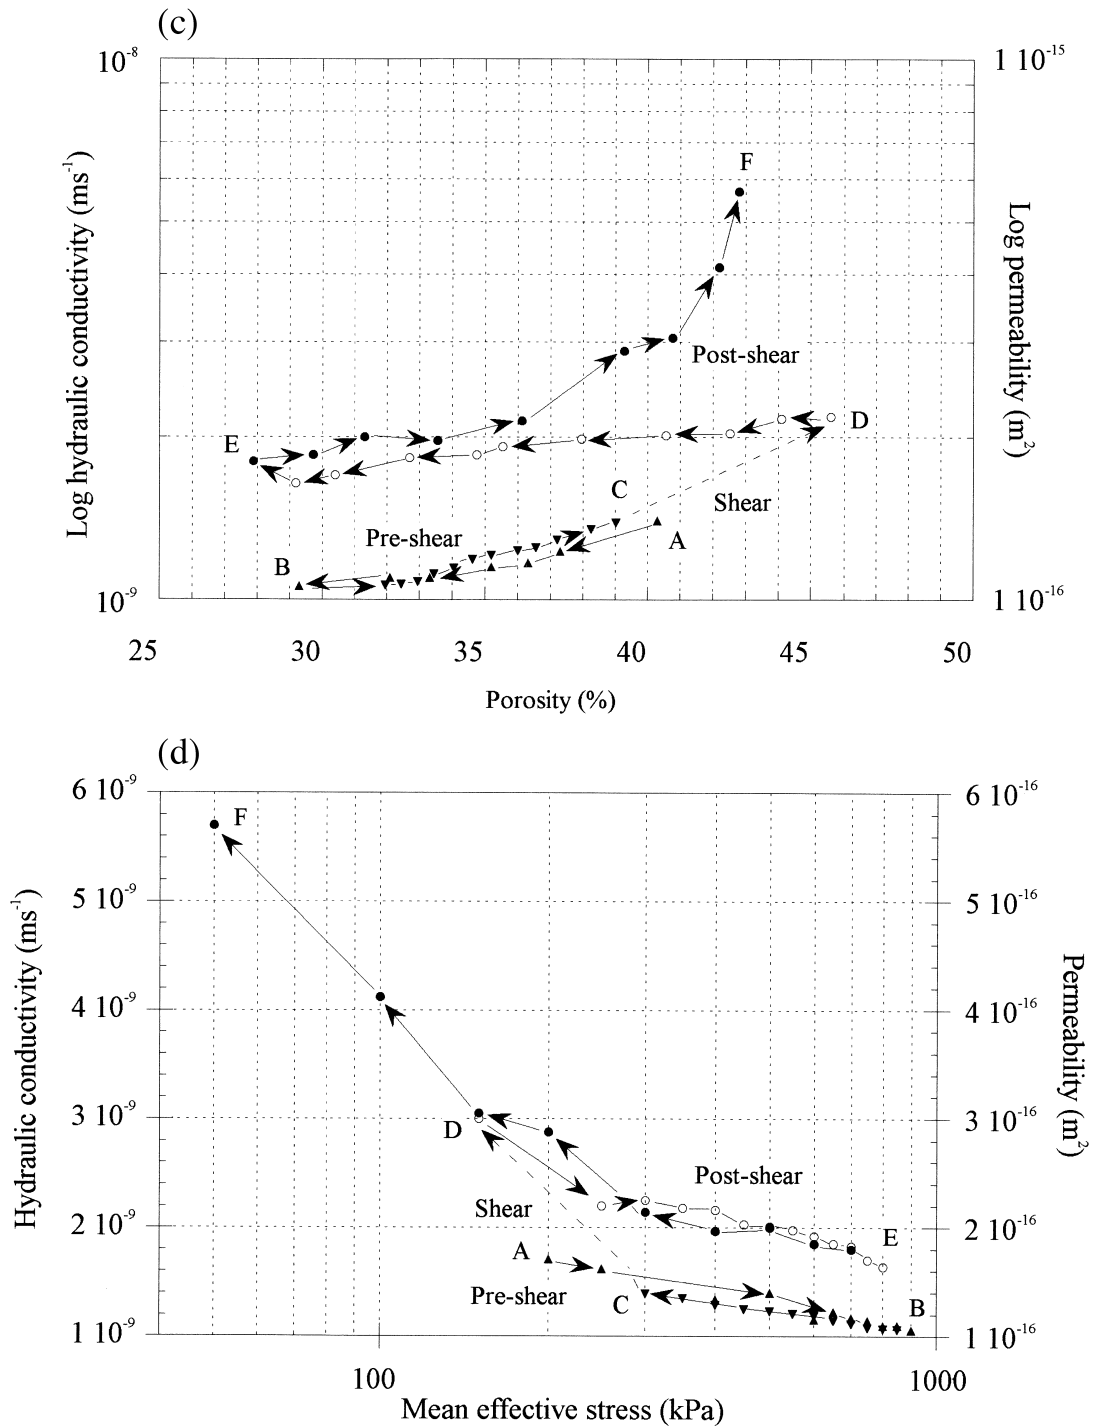 (c)
10⁻⁸
1 10⁻¹⁵
F
Log hydraulic conductivity (ms⁻¹)
Log permeability (m²)
Post-shear
E
D
C
Shear
Pre-shear
A
B
10⁻⁹
1 10⁻¹⁶
25 30 35 40 45 50
Porosity (%)
(d)
6 10⁻⁹
6 10⁻¹⁶
F
5 10⁻⁹
5 10⁻¹⁶
Hydraulic conductivity (ms⁻¹)
Permeability (m²)
4 10⁻⁹
4 10⁻¹⁶
3 10⁻⁹
3 10⁻¹⁶
D
Post-shear
Shear
2 10⁻⁹
2 10⁻¹⁶
E
A
Pre-shear
C
B
1 10⁻⁹
1 10⁻¹⁶
100 1000
Mean effective stress (kPa)